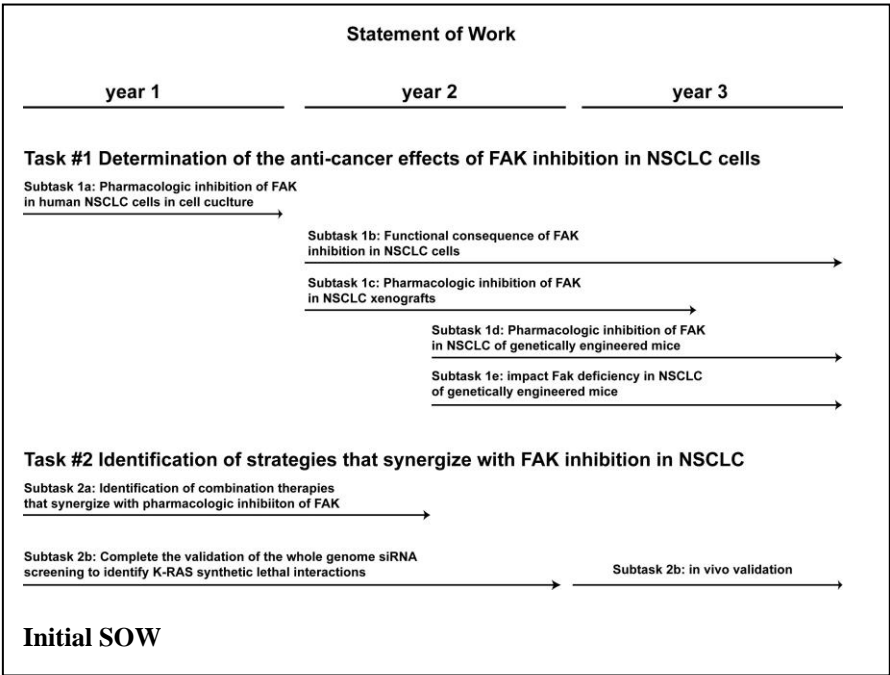 Statement of Work
year 1 year 2 year 3
Task #1 Determination of the anti-cancer effects of FAK inhibition in NSCLC cells
Subtask 1a: Pharmacologic inhibition of FAK
in human NSCLC cells in cell cuclture
Subtask 1b: Functional consequence of FAK
inhibition in NSCLC cells
Subtask 1c: Pharmacologic inhibition of FAK
in NSCLC xenografts
Subtask 1d: Pharmacologic inhibition of FAK
in NSCLC of genetically engineered mice
Subtask 1e: impact Fak deficiency in NSCLC
of genetically engineered mice
Task #2 Identification of strategies that synergize with FAK inhibition in NSCLC
Subtask 2a: Identification of combination therapies
that synergize with pharmacologic inhibiiton of FAK
Subtask 2b: Complete the validation of the whole genome siRNA
screening to identify K-RAS synthetic lethal interactions
Subtask 2b: in vivo validation
Initial SOW